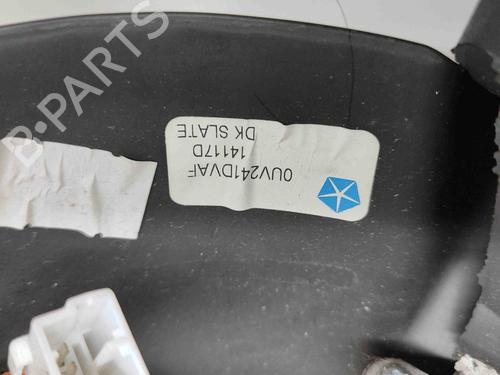 B-PARTS
0UV241DVAF
14117D
DK SLATE